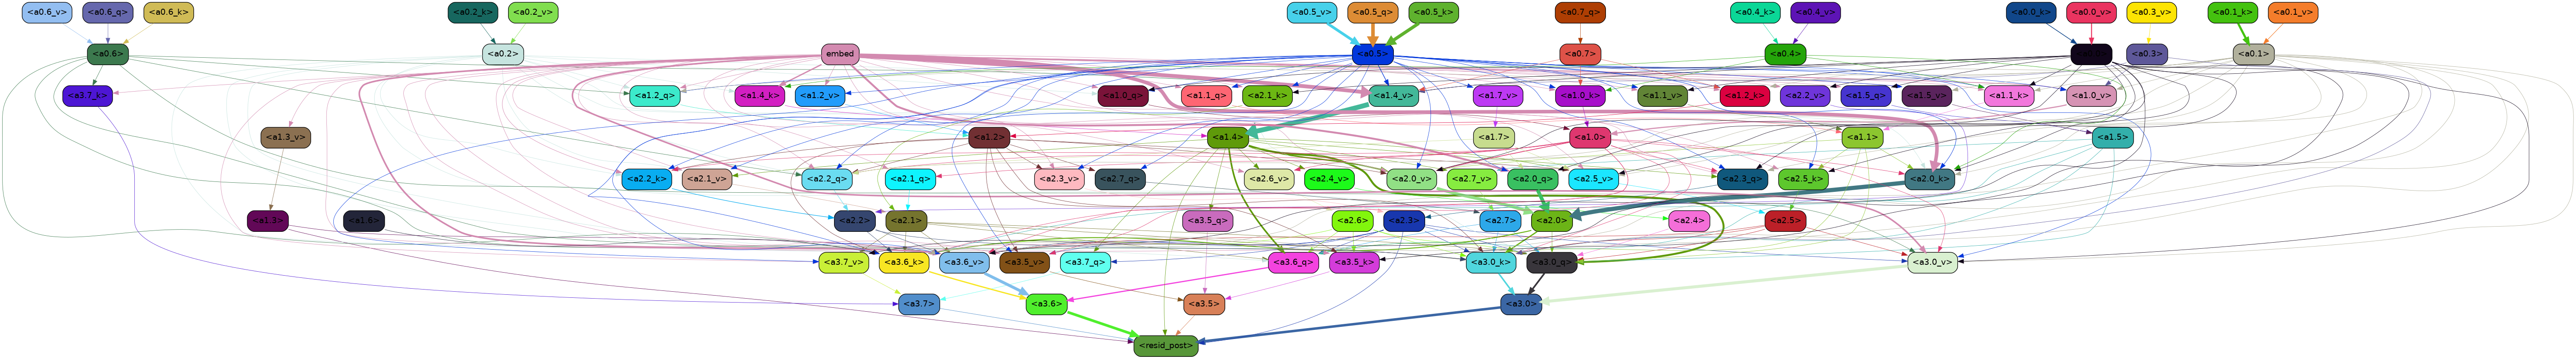 <a0.6_v> <a0.6_q> <a0.6_k> <a0.2_k> <a0.2_v> <a0.5_v> <a0.5_q> <a0.5_k> <a0.7_q> <a0.4_k> <a0.4_v> <a0.0_k> <a0.0_v> <a0.3_v> <a0.1_k> <a0.1_v>
<a0.6> <a0.2> embed <a0.5> <a0.7> <a0.4> <a0.3> <a0.1>
<a3.7_k> <a1.2_q> <a1.4_k> <a1.2_v> <a1.0_q> <a1.1_q> <a2.1_k> <a1.4_v> <a1.7_v> <a1.0_k> <a1.1_v> <a1.2_k> <a2.2_v> <a1.5_q> <a1.5_v> <a1.1_k> <a1.0_v>
<a1.3_v> <a1.2> <a1.4> <a1.7> <a1.0> <a1.1> <a1.5>
<a2.2_k> <a2.1_v> <a2.2_q> <a2.1_q> <a2.3_v> <a2.7_q> <a2.6_v> <a2.4_v> <a2.0_v> <a2.7_v> <a2.0_q> <a2.5_v> <a2.3_q> <a2.5_k> <a2.0_k>
<a1.3> <a1.6> <a2.2> <a2.1> <a3.5_q> <a2.6> <a2.3> <a2.7> <a2.0> <a2.4> <a2.5>
<a3.7_v> <a3.6_k> <a3.6_v> <a3.5_v> <a3.7_q> <a3.6_q> <a3.5_k> <a3.0_k> <a3.0_q> <a3.0_v>
<a3.7> <a3.6> <a3.5> <a3.0>
<resid_post>